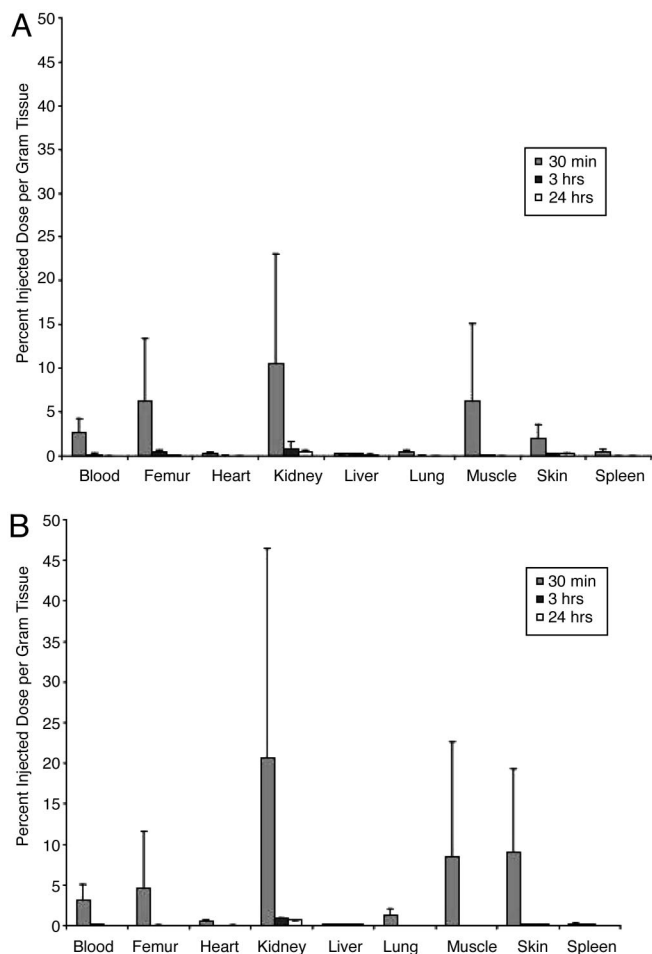 A
Percent Injected Dose per Gram Tissue
50
45
40
35
30
25
20
15
10
5
0
30 min
3 hrs
24 hrs
Blood Femur Heart Kidney Liver Lung Muscle Skin Spleen
B
Percent Injected Dose per Gram Tissue
50
45
40
35
30
25
20
15
10
5
0
30 min
3 hrs
24 hrs
Blood Femur Heart Kidney Liver Lung Muscle Skin Spleen